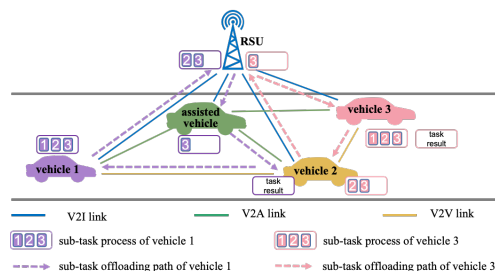 RSU
2 3
3
assisted
vehicle
vehicle 3
1 2 3
3
1 2 3
task
result
vehicle 1
vehicle 2
task
result
2 3
V2I link
V2A link
V2V link
1 2 3
sub-task process of vehicle 1
1 2 3
sub-task process of vehicle 3
sub-task offloading path of vehicle 1
sub-task offloading path of vehicle 3